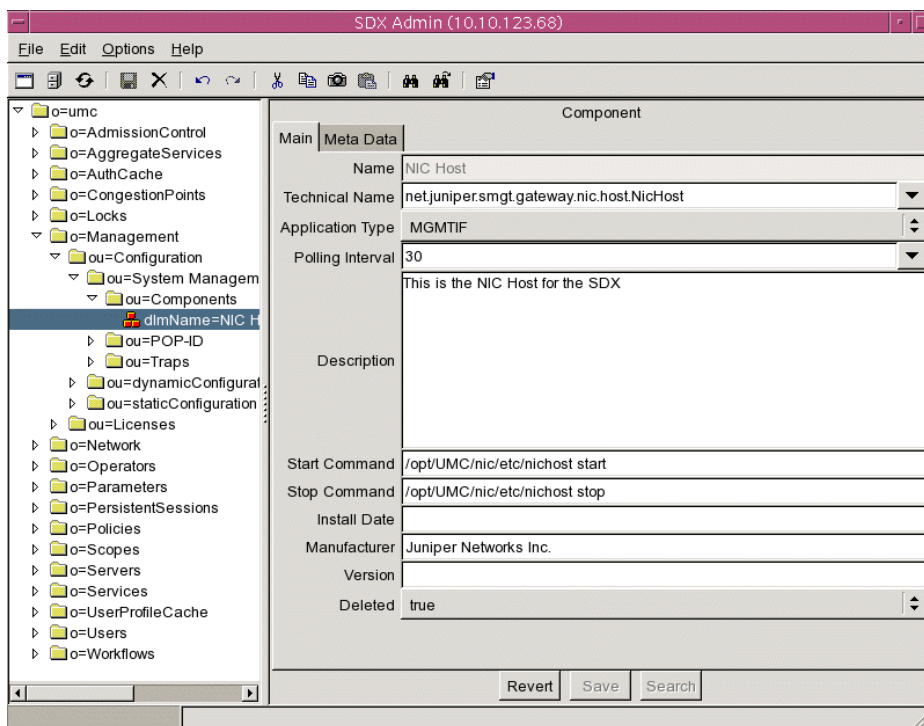 SDX Admin (10.10.123.68)
File Edit Options Help
o=umc
o=AdmissionControl
o=AggregateServices
o=AuthCache
o=CongestionPoints
o=Locks
o=Management
ou=Configuration
ou=System Managem
ou=Components
dlmName=NIC H
ou=POP-ID
ou=Traps
ou=dynamicConfigurat
ou=staticConfiguration
ou=Licenses
o=Network
o=Operators
o=Parameters
o=PersistentSessions
o=Policies
o=Scopes
o=Servers
o=Services
o=UserProfileCache
o=Users
o=Workflows
Component
Main Meta Data
Name NIC Host
Technical Name net.juniper.smgt.gateway.nic.host.NicHost
Application Type MGMTIF
Polling Interval 30
Description This is the NIC Host for the SDX
Start Command /opt/UMC/nic/etc/nichost start
Stop Command /opt/UMC/nic/etc/nichost stop
Install Date
Manufacturer Juniper Networks Inc.
Version
Deleted true
Revert Save Search